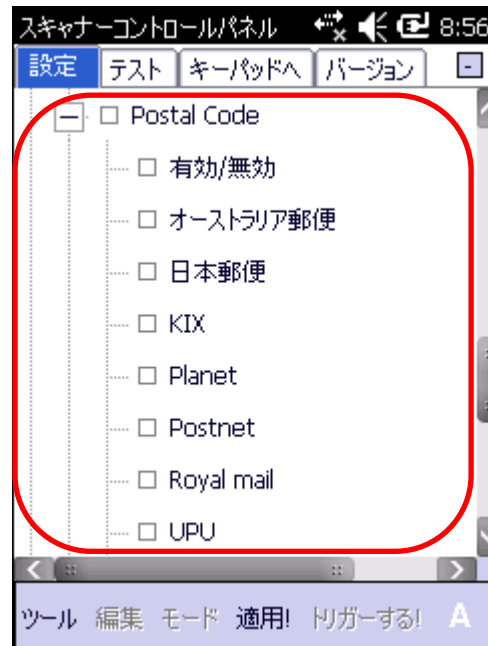 スキャナーコントロールパネル 8:56
設定 テスト キーパッドへ バージョン -
Postal Code
有効/無効
オーストラリア郵便
日本郵便
KIX
Planet
Postnet
Royal mail
UPU
ツール 編集 モード 適用! トリガーする! A